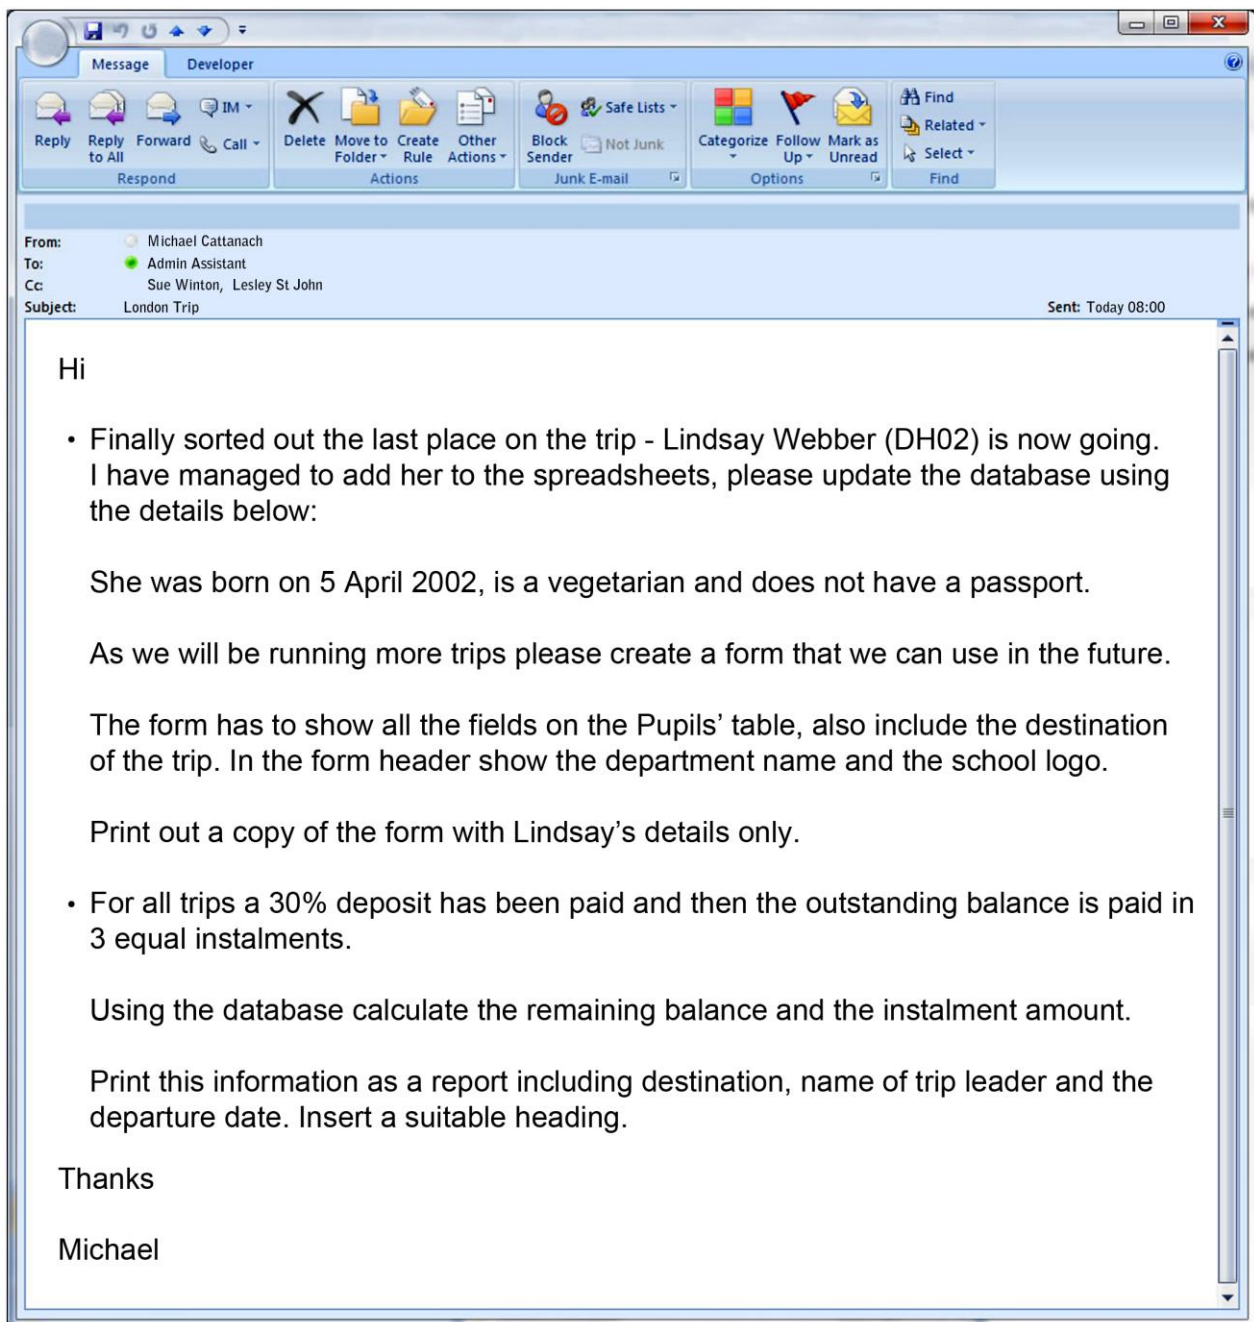 Message Developer
Reply Reply to All Forward IM Call
Respond
Delete Move to Folder Create Rule Other Actions
Actions
Block Sender Safe Lists Not Junk
Junk E-mail
Categorize Follow Up Mark as Unread
Options
Find
Related
Select
Find
From: Michael Cattanach
To: Admin Assistant
Cc: Sue Winton, Lesley St John
Subject: London Trip Sent: Today 08:00
Hi
• Finally sorted out the last place on the trip - Lindsay Webber (DH02) is now going.
I have managed to add her to the spreadsheets, please update the database using
the details below:
She was born on 5 April 2002, is a vegetarian and does not have a passport.
As we will be running more trips please create a form that we can use in the future.
The form has to show all the fields on the Pupils’ table, also include the destination
of the trip. In the form header show the department name and the school logo.
Print out a copy of the form with Lindsay’s details only.
• For all trips a 30% deposit has been paid and then the outstanding balance is paid in
3 equal instalments.
Using the database calculate the remaining balance and the instalment amount.
Print this information as a report including destination, name of trip leader and the
departure date. Insert a suitable heading.
Thanks
Michael